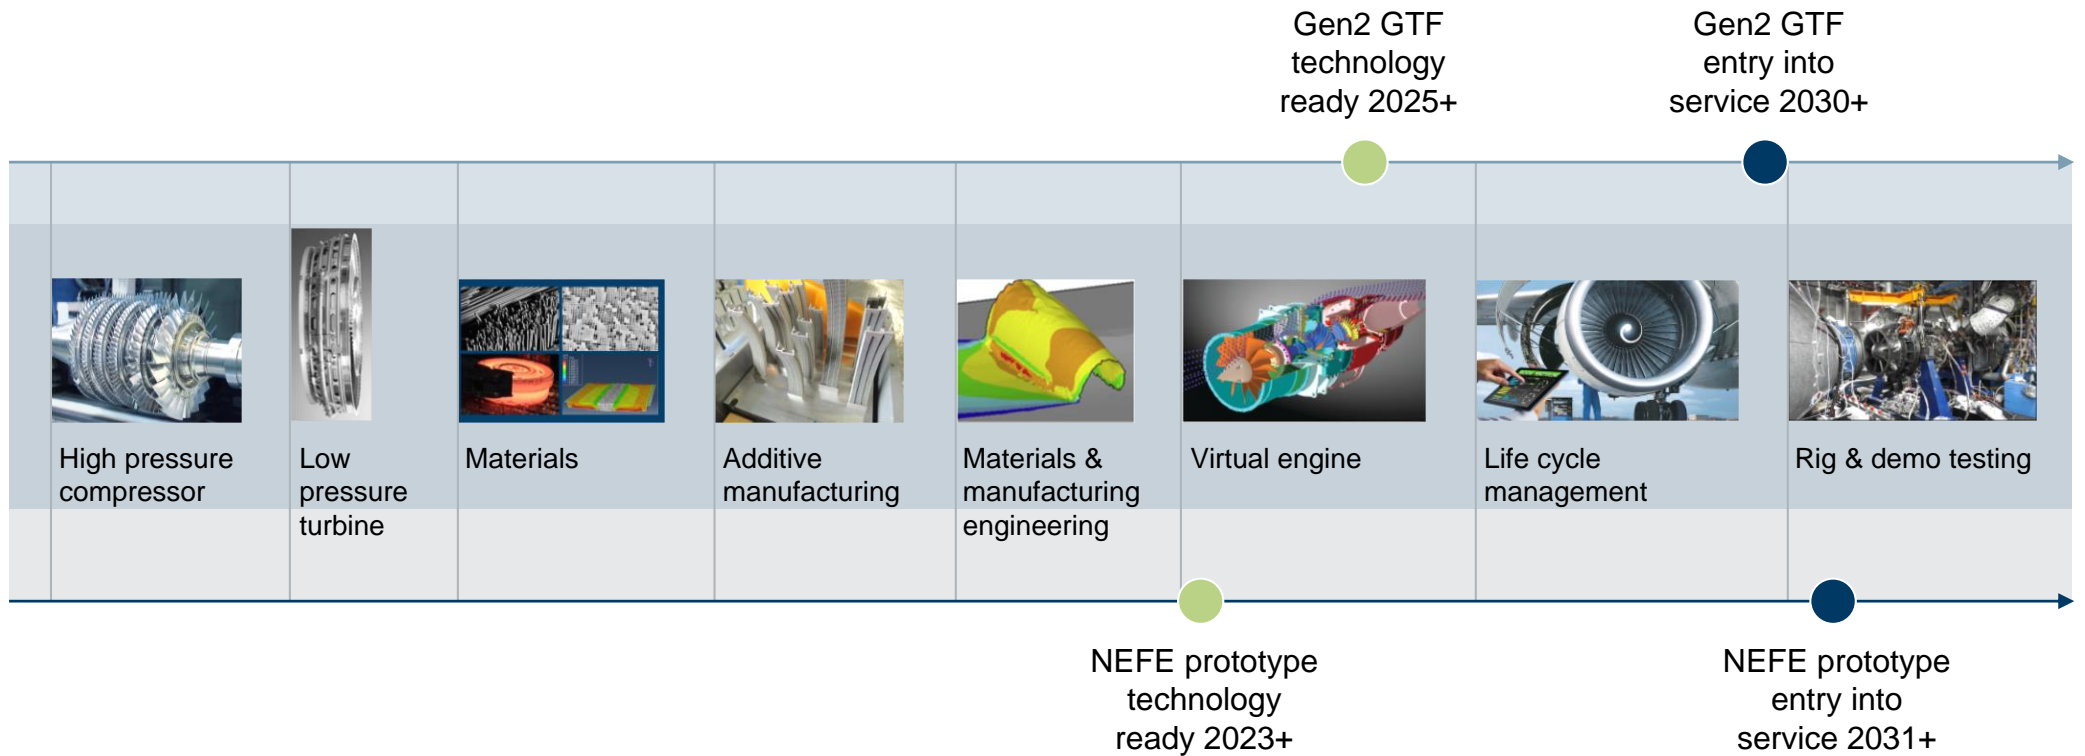 Gen2 GTF
technology
ready 2025+
Gen2 GTF
entry into
service 2030+
High pressure
compressor
Low
pressure
turbine
Materials
Additive
manufacturing
Materials &
manufacturing
engineering
Virtual engine
Life cycle
management
Rig & demo testing
NEFE prototype
technology
ready 2023+
NEFE prototype
entry into
service 2031+